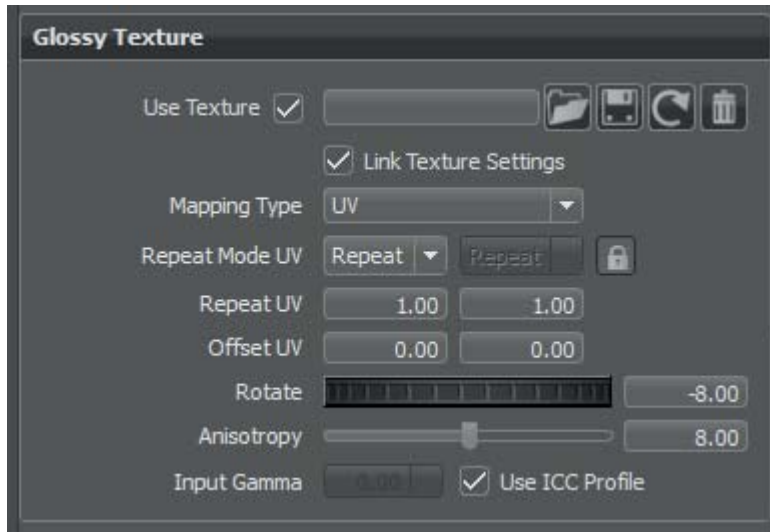 Glossy Texture
Use Texture
Link Texture Settings
Mapping Type UV
Repeat Mode UV Repeat Repeat
Repeat UV 1.00 1.00
Offset UV 0.00 0.00
Rotate -8.00
Anisotropy 8.00
Input Gamma 0.00 Use ICC Profile